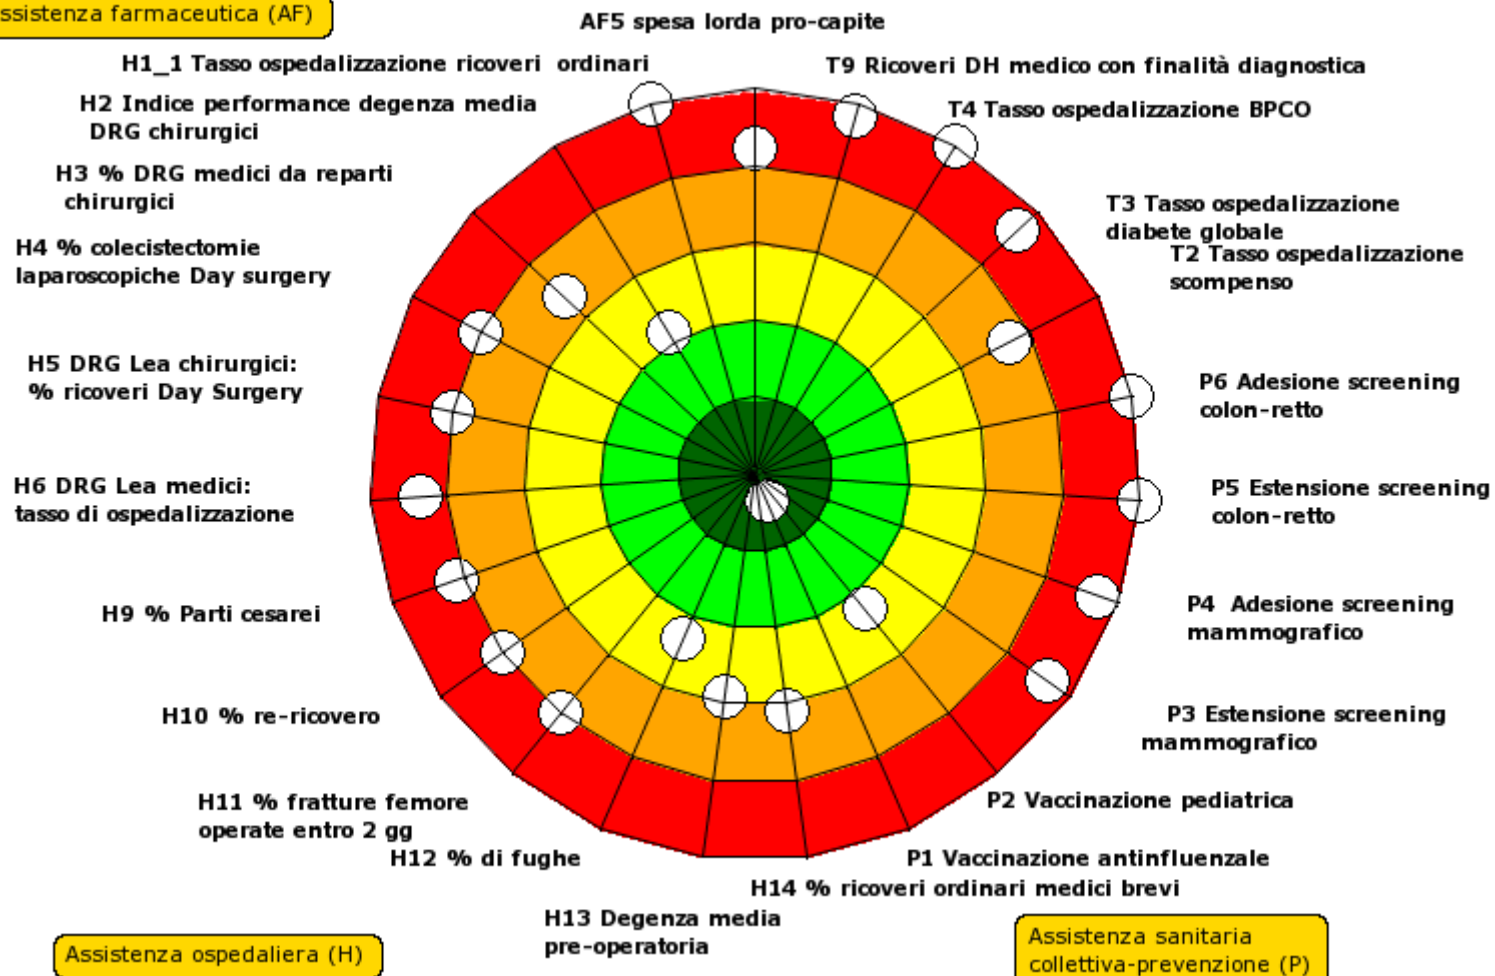 ssistenza farmaceutica (AF)
AF5 spesa lorda pro-capite
H1_1 Tasso ospedalizzazione ricoveri ordinari
T9 Ricoveri DH medico con finalità diagnostica
H2 Indice performance degenza media
DRG chirurgici
T4 Tasso ospedalizzazione BPCO
H3 % DRG medici da reparti
chirurgici
T3 Tasso ospedalizzazione
diabete globale
H4 % colecistectomie
laparoscopiche Day surgery
T2 Tasso ospedalizzazione
scompenso
H5 DRG Lea chirurgici:
% ricoveri Day Surgery
P6 Adesione screening
colon-retto
H6 DRG Lea medici:
tasso di ospedalizzazione
P5 Estensione screening
colon-retto
H9 % Parti cesarei
P4 Adesione screening
mammografico
H10 % re-ricovero
P3 Estensione screening
mammografico
H11 % fratture femore
operate entro 2 gg
P2 Vaccinazione pediatrica
H12 % di fughe
P1 Vaccinazione antinfluenzale
H14 % ricoveri ordinari medici brevi
H13 Degenza media
pre-operatoria
Assistenza ospedaliera (H)
Assistenza sanitaria
collettiva-prevenzione (P)